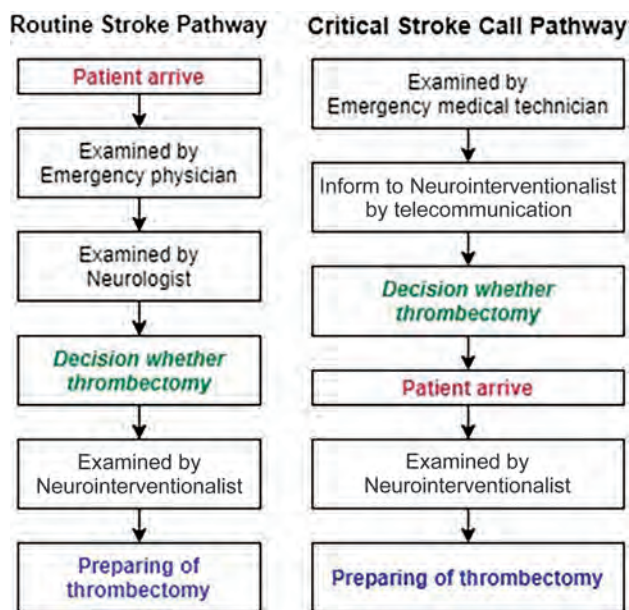 Routine Stroke Pathway
Patient arrive
Examined by
Emergency physician
Examined by
Neurologist
Decision whether
thrombectomy
Examined by
Neurointerventionalist
Preparing of
thrombectomy
Critical Stroke Call Pathway
Examined by
Emergency medical technician
Inform to Neurointerventionalist
by telecommunication
Decision whether
thrombectomy
Patient arrive
Examined by
Neurointerventionalist
Preparing of thrombectomy